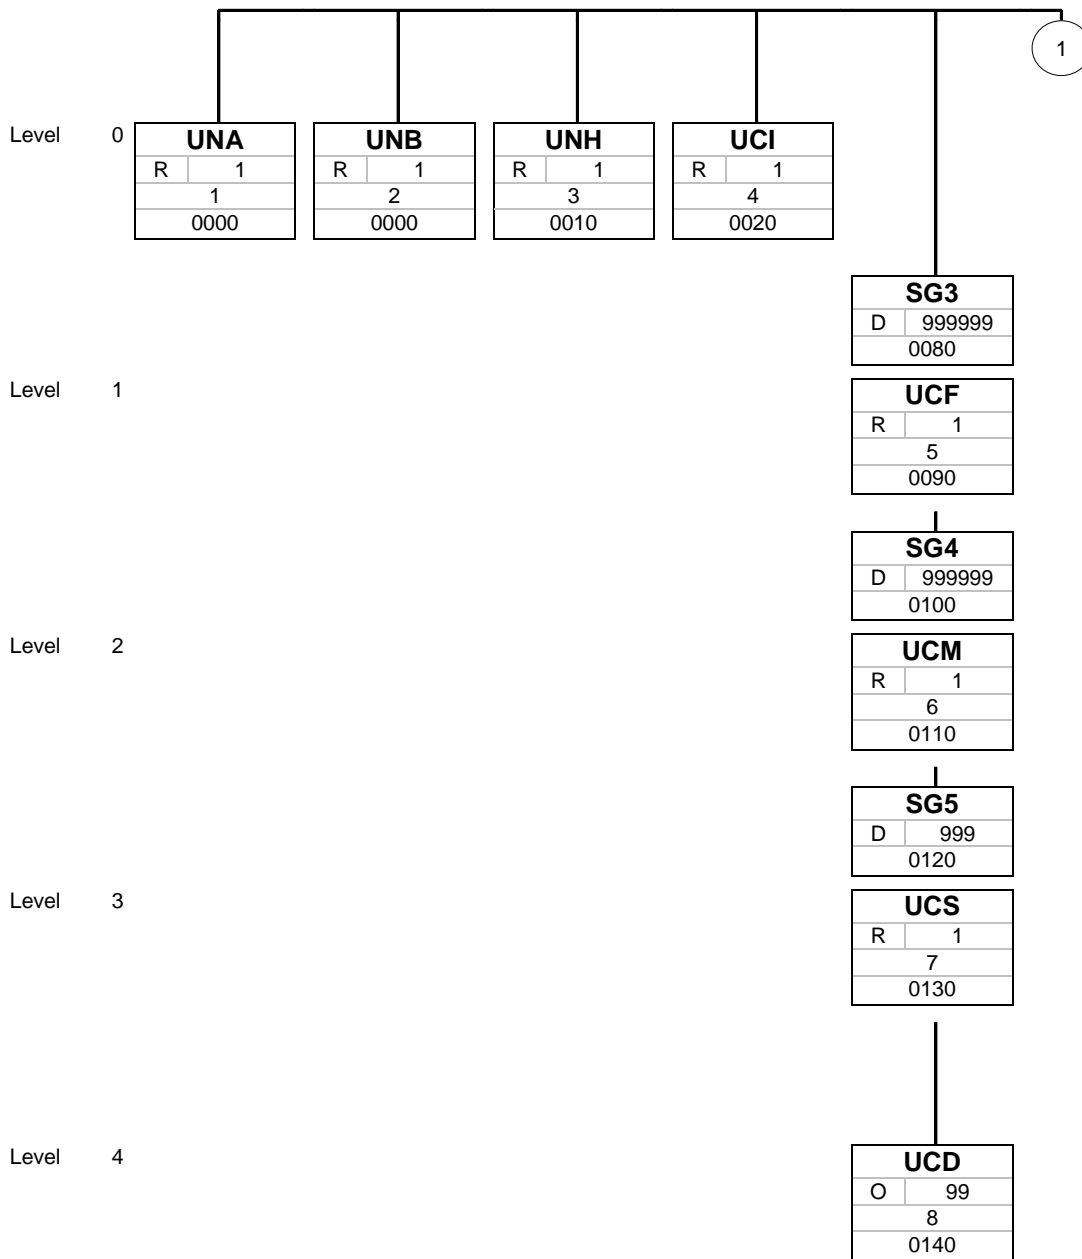 1
Level 0
UNA UNB UNH UCI
R 1 R 1 R 1 R 1
1 2 3 4
0000 0000 0010 0020
SG3
D 999999
0080
Level 1
UCF
R 1
5
0090
SG4
D 999999
0100
Level 2
UCM
R 1
6
0110
SG5
D 999
0120
Level 3
UCS
R 1
7
0130
Level 4
UCD
O 99
8
0140